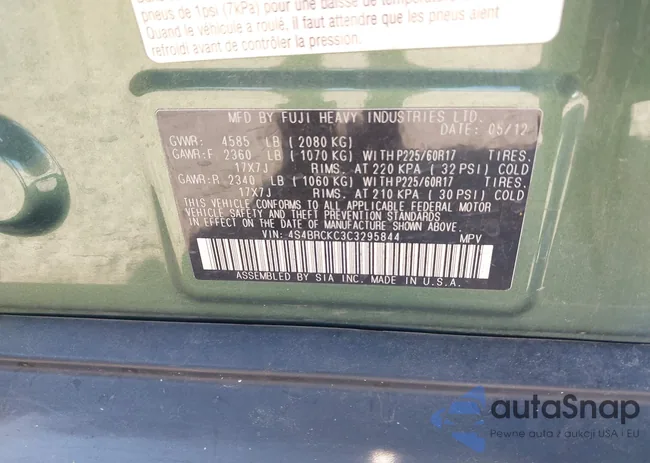 pneus de 1psi (7kPa) pour une baisse de température
Quand le véhicule a roulé, il faut attendre que les pneus aient
refroidi avant de contrôler la pression.
MFD BY FUJI HEAVY INDUSTRIES LTD.
DATE: 05/12
GVWR: 4585 LB ( 2080 KG)
GAWR:F 2360 LB ( 1070 KG) WITH P225/60R17 TIRES,
17X7J RIMS, AT 220 KPA ( 32 PSI) COLD
GAWR:R 2340 LB ( 1060 KG) WITH P225/60R17 TIRES,
17X7J RIMS, AT 210 KPA ( 30 PSI) COLD
THIS VEHICLE CONFORMS TO ALL APPLICABLE FEDERAL MOTOR
VEHICLE SAFETY AND THEFT PREVENTION STANDARDS
IN EFFECT ON THE DATE OF MANUFACTURE SHOWN ABOVE.
VIN: 4S4BRCKC3C3295844 MPV
ASSEMBLED BY SIA INC. MADE IN U.S.A.
autoSnap
Pewne auta z aukcji USA i EU